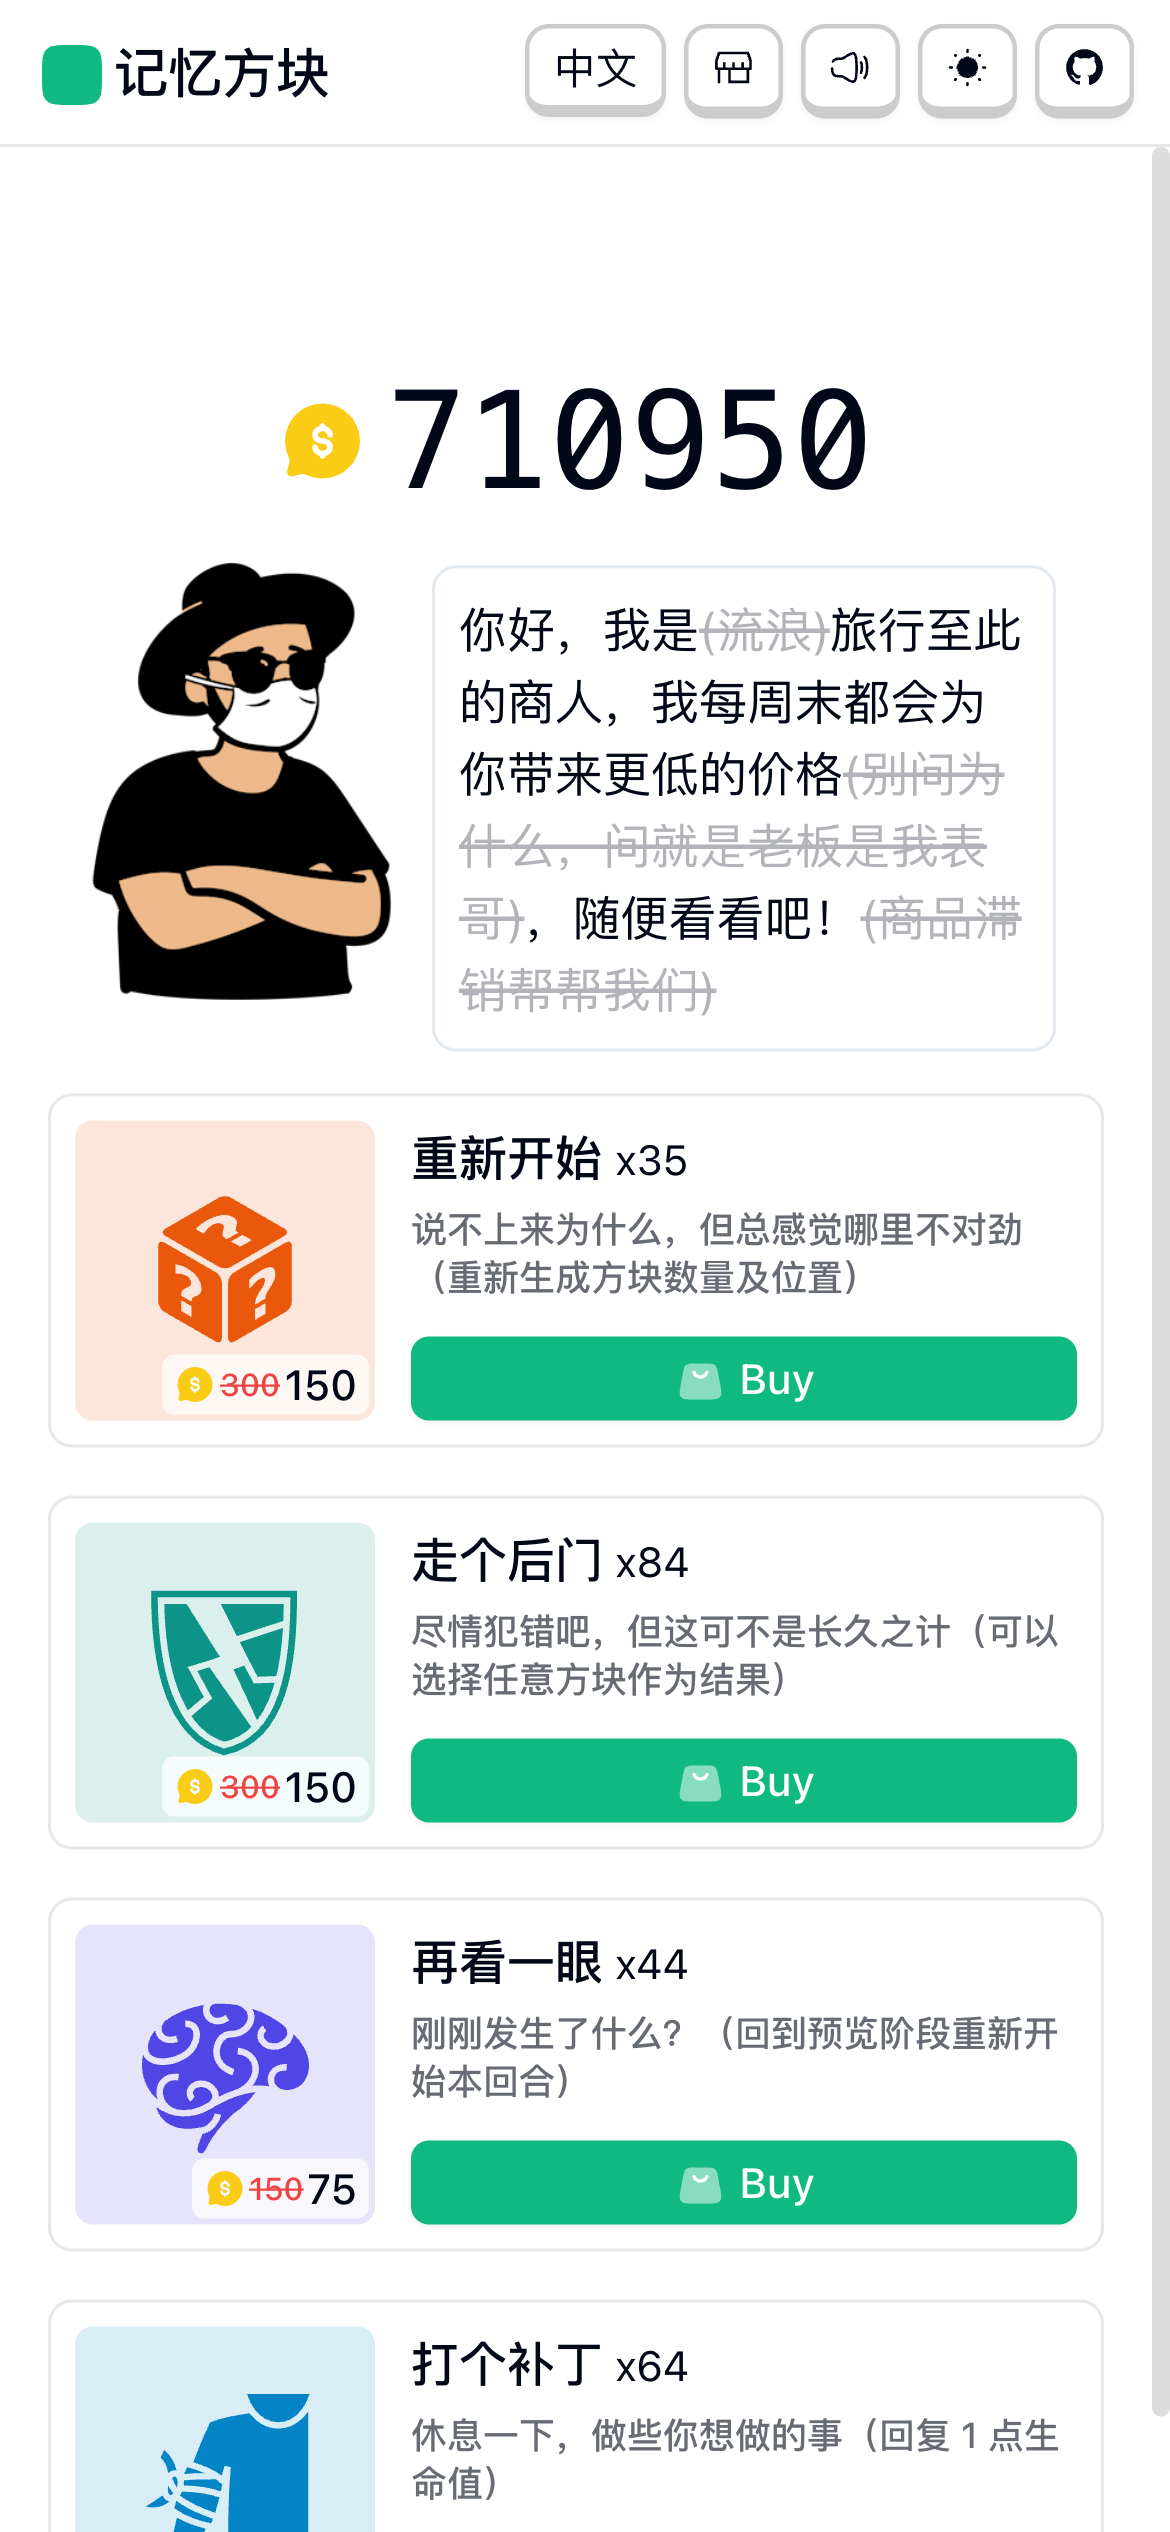 记忆方块
中文
710950
你好，我是(流浪)旅行至此
的商人，我每周末都会为
你带来更低的价格(别问为
什么，问就是老板是我表
哥)，随便看看吧！(商品滞
销帮帮我们)
重新开始 x35
说不上来为什么，但总感觉哪里不对劲
（重新生成方块数量及位置）
300 150
Buy
走个后门 x84
尽情犯错吧，但这可不是长久之计（可以
选择任意方块作为结果）
300 150
Buy
再看一眼 x44
刚刚发生了什么？（回到预览阶段重新开
始本回合）
150 75
Buy
打个补丁 x64
休息一下，做些你想做的事（回复 1 点生
命值）